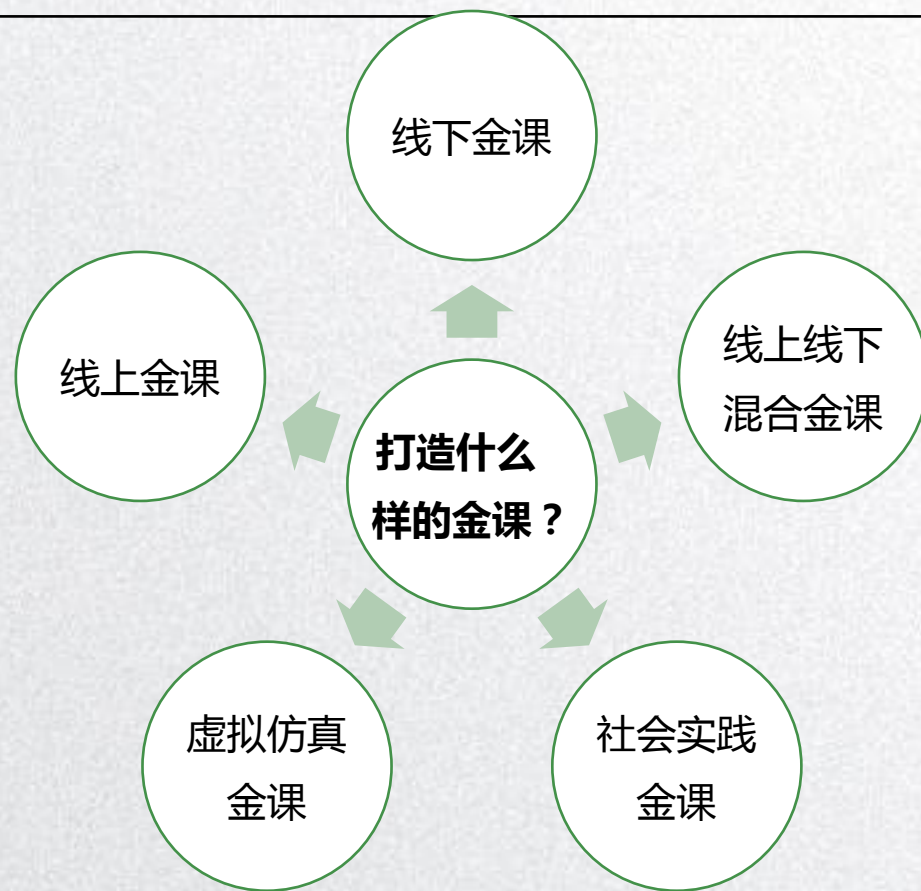 线下金课
线上金课
线上线下
混合金课
打造什么
样的金课？
虚拟仿真
金课
社会实践
金课